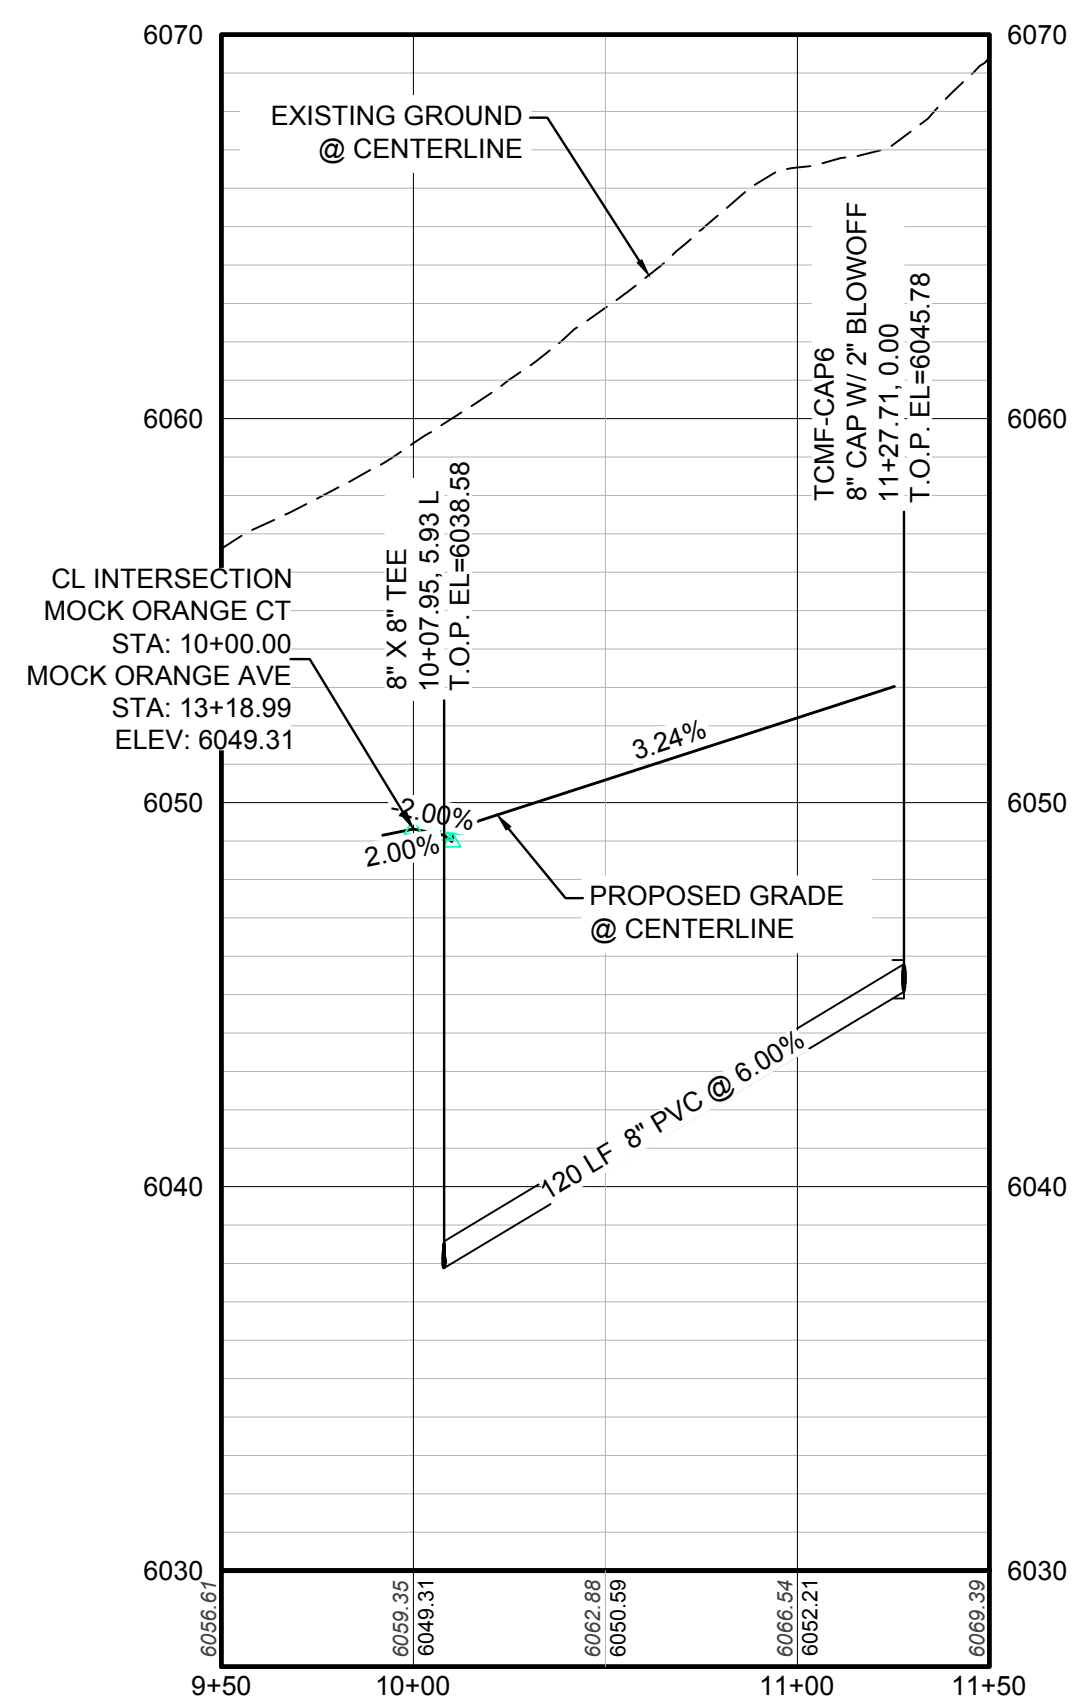 6070
6070
EXISTING GROUND
@ CENTERLINE
TCMF-CAP6
8" CAP W/ 2" BLOWOFF
11+27.71, 0.00
T.O.P. EL=6045.78
6060
6060
8" X 8" TEE
10+07.95, 5.93 L
T.O.P. EL=6038.58
CL INTERSECTION
MOCK ORANGE CT
STA: 10+00.00
MOCK ORANGE AVE
STA: 13+18.99
ELEV: 6049.31
3.24%
6050
6050
-2.00%
2.00%
PROPOSED GRADE
@ CENTERLINE
120 LF 8" PVC @ 6.00%
6040
6040
6030
6030
6056.61
6059.35
6049.31
6062.88
6050.59
6066.54
6052.21
6069.39
9+50
10+00
11+00
11+50